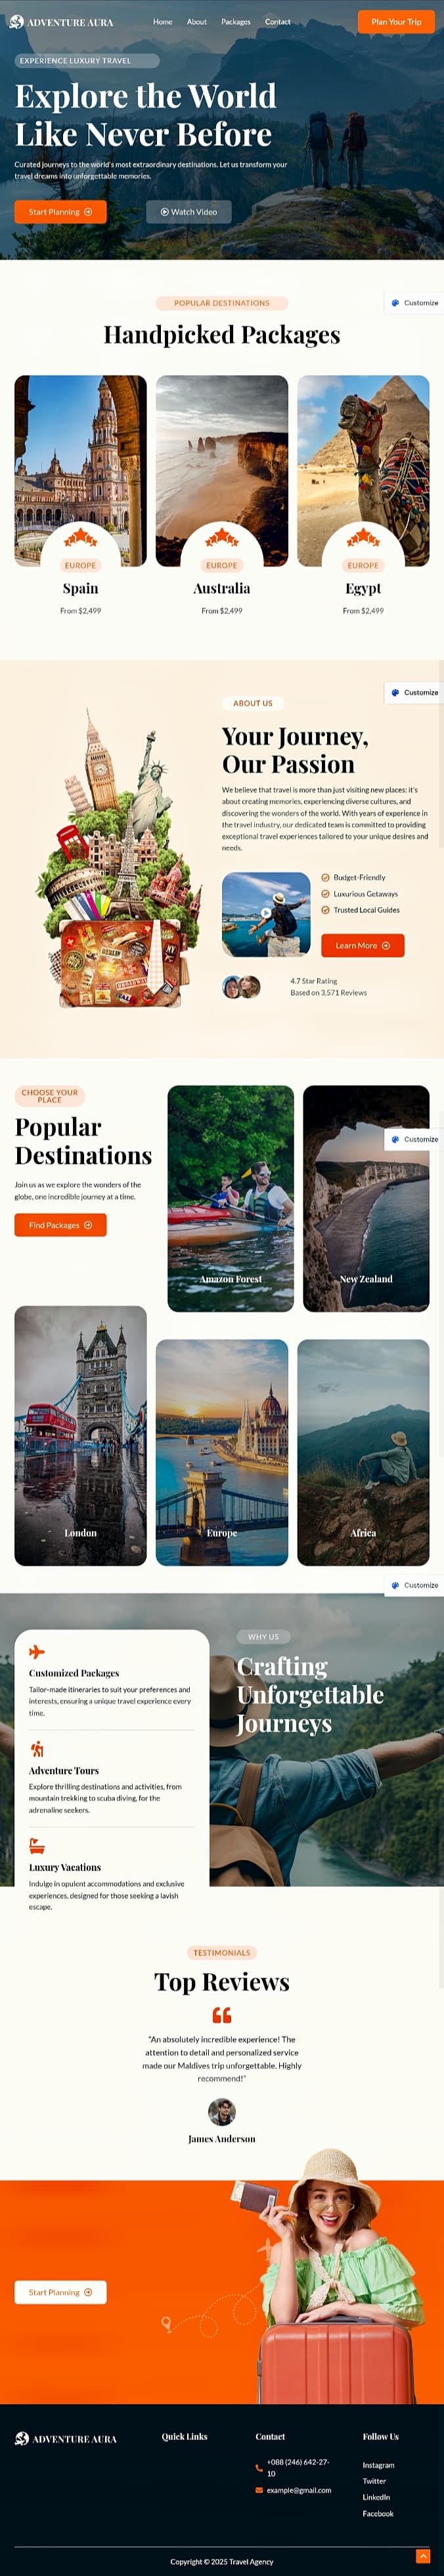 ADVENTURE AURA
Home About Packages Contact
Plan Your Trip
EXPERIENCE LUXURY TRAVEL
Explore the World
Like Never Before
Curated journeys to the world's most extraordinary destinations. Let us transform your
travel dreams into unforgettable memories.
Start Planning
Watch Video
POPULAR DESTINATIONS
Customize
Handpicked Packages
EUROPE
Spain
From $2,499
EUROPE
Australia
From $2,499
EUROPE
Egypt
From $2,499
Customize
ABOUT US
Your Journey,
Our Passion
We believe that travel is more than just visiting new places: it's
about creating memories, experiencing diverse cultures, and
discovering the wonders of the world. With years of experience in
the travel industry, our dedicated team is committed to providing
exceptional travel experiences tailored to your unique desires and
needs.
BERLIN
Budget-Friendly
Luxurious Getaways
Trusted Local Guides
Learn More
4.7 Star Rating
Based on 3,571 Reviews
CHOOSE YOUR
PLACE
Popular
Destinations
Join us as we explore the wonders of the
globe, one incredible journey at a time.
Find Packages
Customize
Amazon Forest
New Zealand
London
Europe
Africa
Customize
Customized Packages
Tailor-made itineraries to suit your preferences and
interests, ensuring a unique travel experience every
time.
Adventure Tours
Explore thrilling destinations and activities, from
mountain trekking to scuba diving, for the
adrenaline seekers.
Luxury Vacations
Indulge in opulent accommodations and exclusive
experiences, designed for those seeking a lavish
escape.
WHY US
Crafting
Unforgettable
Journeys
TESTIMONIALS
Top Reviews
"An absolutely incredible experience! The
attention to detail and personalized service
made our Maldives trip unforgettable. Highly
recommend!"
James Anderson
Start Planning
ADVENTURE AURA
Quick Links
Contact
+088 (246) 642-27-
10
example@gmail.com
Follow Us
Instagram
Twitter
LinkedIn
Facebook
Copyright © 2025 Travel Agency